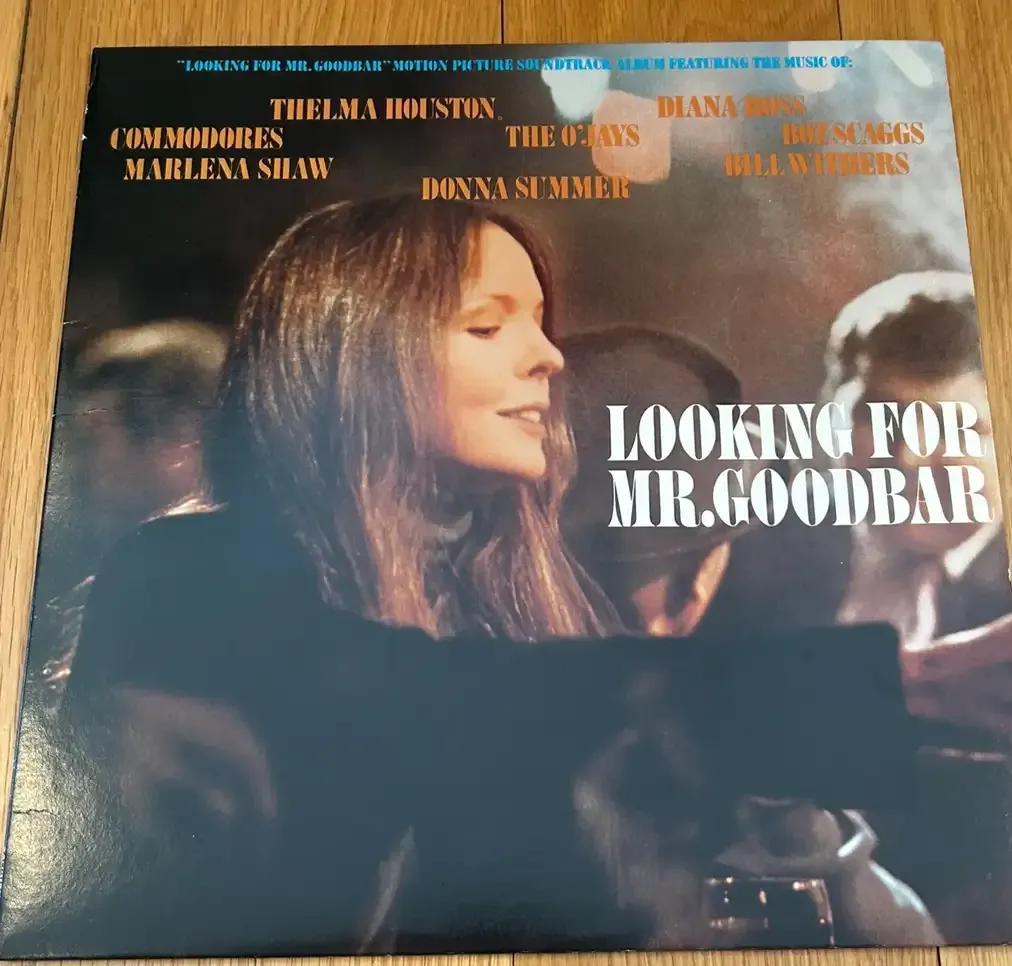 "LOOKING FOR MR. GOODBAR" MOTION PICTURE SOUNDTRACK ALBUM FEATURING THE MUSIC OF:
THELMA HOUSTON DIANA ROSS
COMMODORES THE O'JAYS BOZ SCAGGS
MARLENA SHAW BILL WITHERS
DONNA SUMMER
LOOKING FOR
MR. GOODBAR